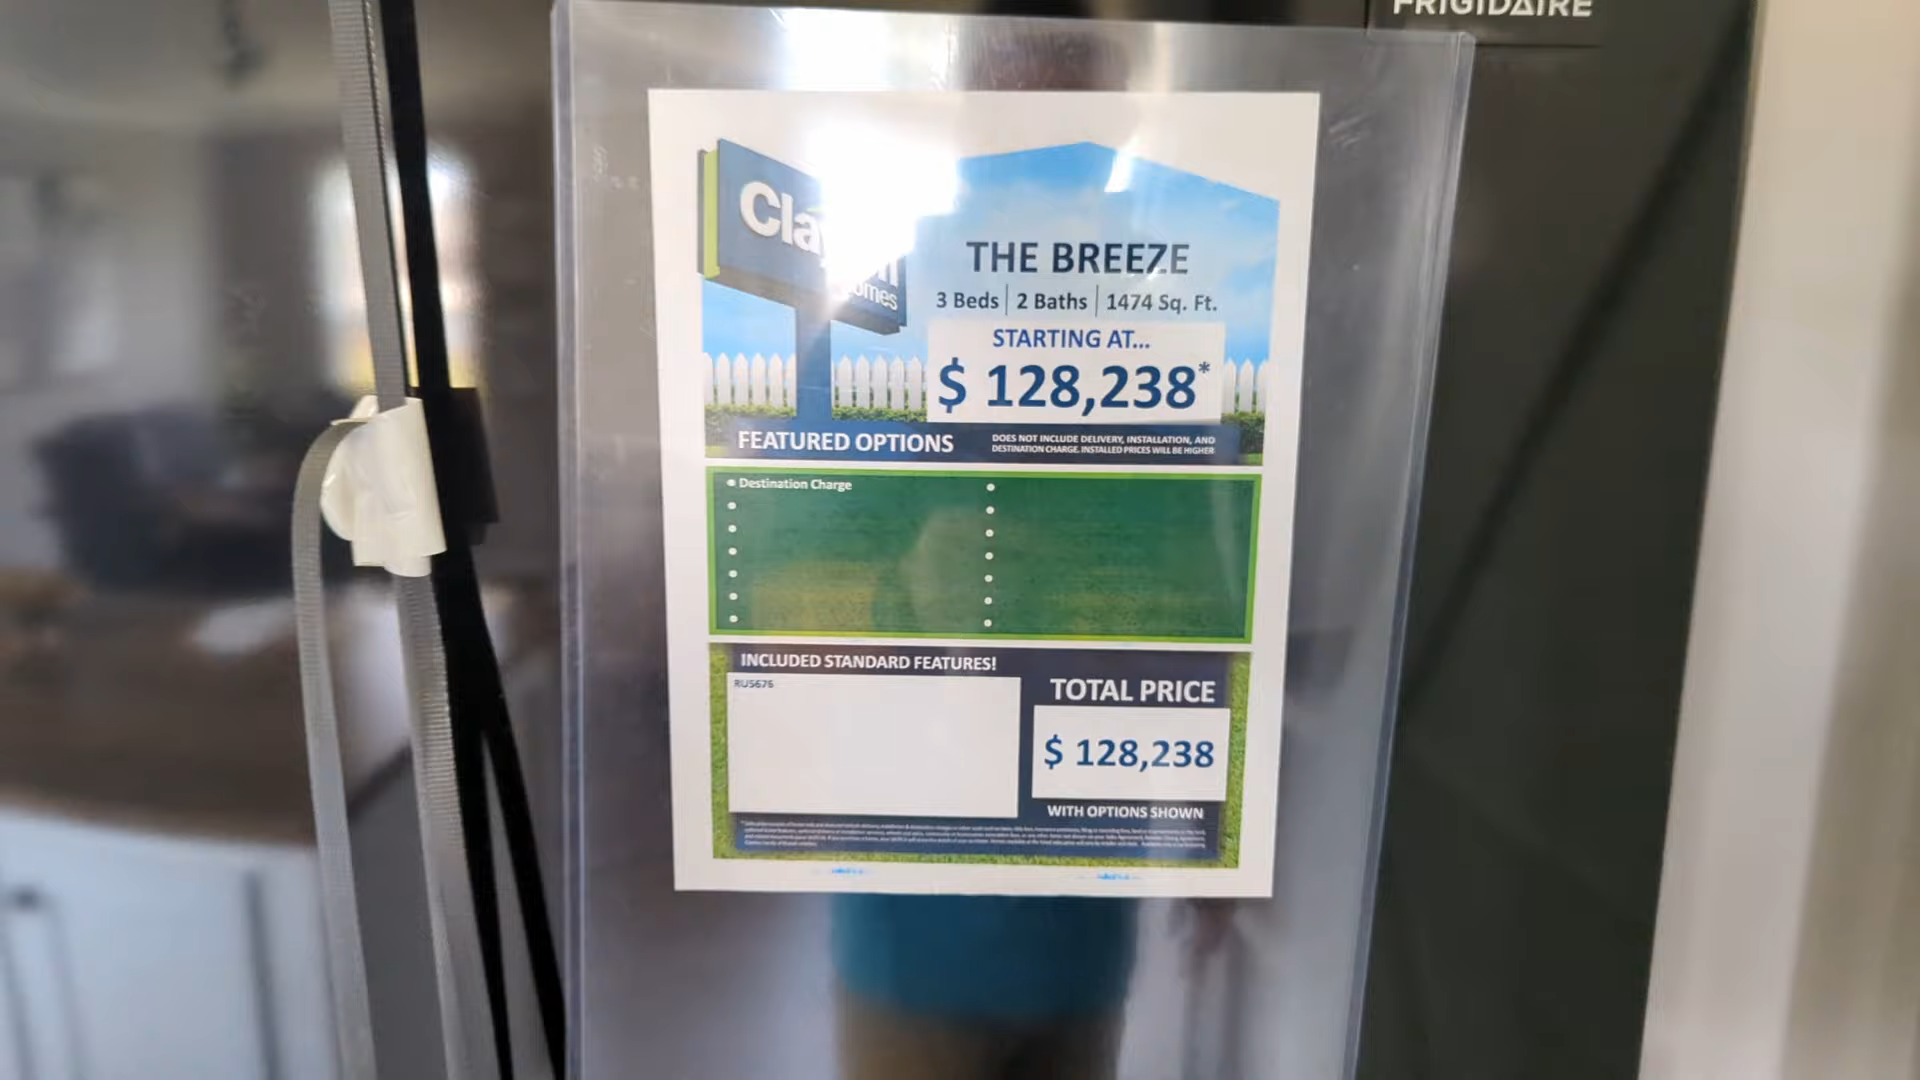 FRIGIDAIRE
Cla
omes
THE BREEZE
3 Beds | 2 Baths | 1474 Sq. Ft.
STARTING AT...
$ 128,238*
FEATURED OPTIONS
DOES NOT INCLUDE DELIVERY, INSTALLATION, AND
DESTINATION CHARGE. INSTALLED PRICES WILL BE HIGHER
• Destination Charge
INCLUDED STANDARD FEATURES!
RUS676
TOTAL PRICE
$ 128,238
WITH OPTIONS SHOWN